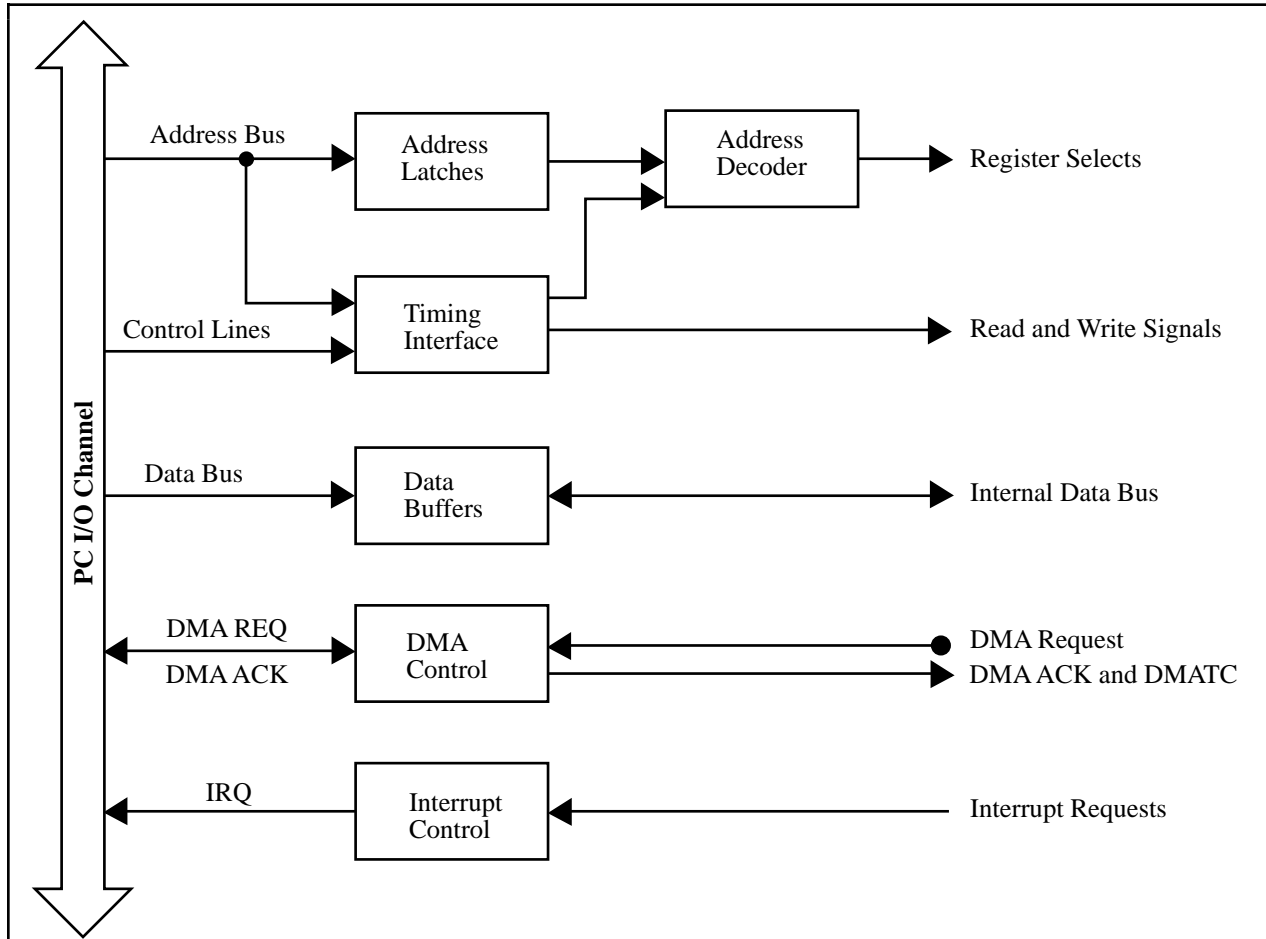 Address Bus
Address
Latches
Address
Decoder
Register Selects
Control Lines
Timing
Interface
Read and Write Signals
PC I/O Channel
Data Bus
Data
Buffers
Internal Data Bus
DMA REQ
DMA ACK
DMA
Control
DMA Request
DMA ACK and DMATC
IRQ
Interrupt
Control
Interrupt Requests